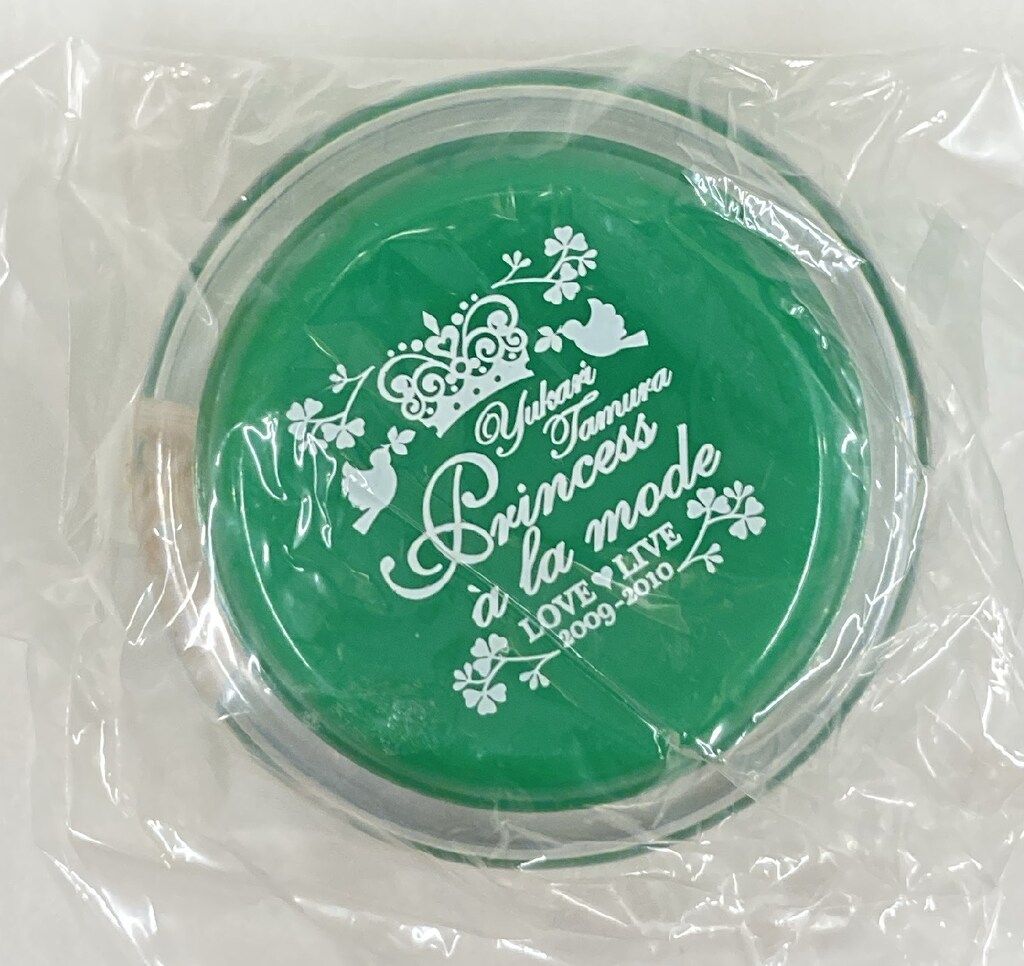 Yukari
Tamura
Princess
à la mode
LOVE♥LIVE
2009-2010